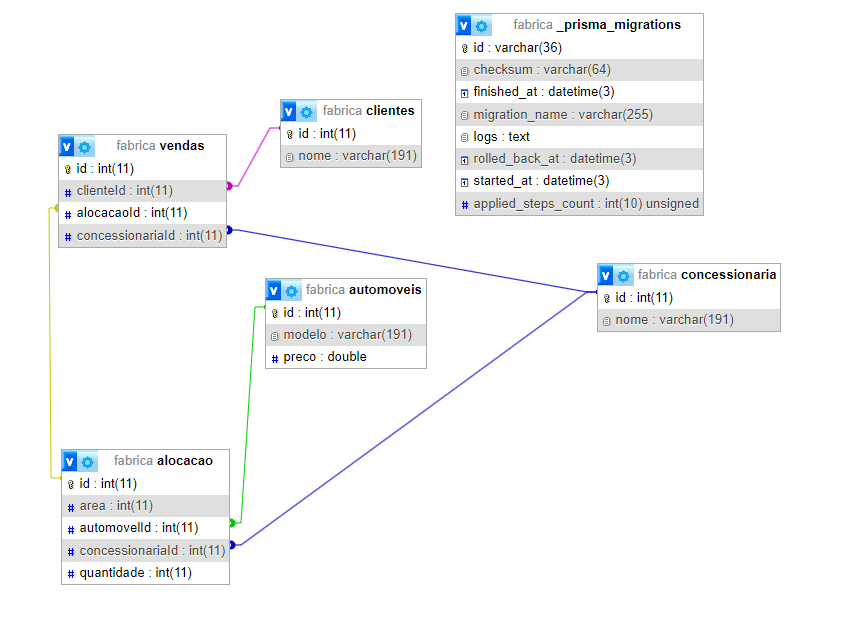 fabrica _prisma_migrations
id : varchar(36)
checksum : varchar(64)
finished_at : datetime(3)
migration_name : varchar(255)
logs : text
rolled_back_at : datetime(3)
started_at : datetime(3)
# applied_steps_count : int(10) unsigned
fabrica clientes
id : int(11)
nome : varchar(191)
fabrica vendas
id : int(11)
# clienteId : int(11)
# alocacaoId : int(11)
# concessionariaId : int(11)
fabrica concessionaria
id : int(11)
nome : varchar(191)
fabrica automoveis
id : int(11)
modelo : varchar(191)
# preco : double
fabrica alocacao
id : int(11)
# area : int(11)
# automovelId : int(11)
# concessionariaId : int(11)
# quantidade : int(11)